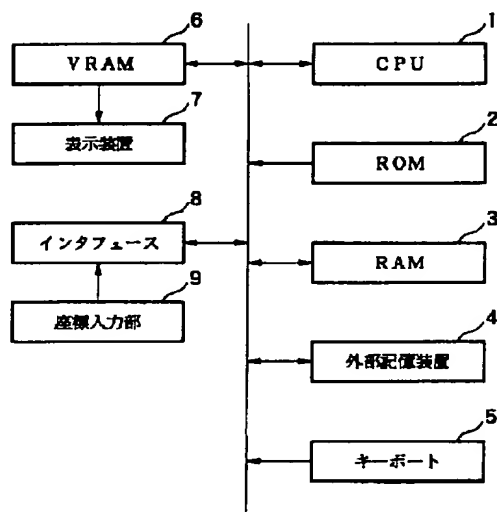 6
VRAM
7
表示装置
8
インタフェース
9
座標入力部
1
CPU
2
ROM
3
RAM
4
外部記憶装置
5
キーボート